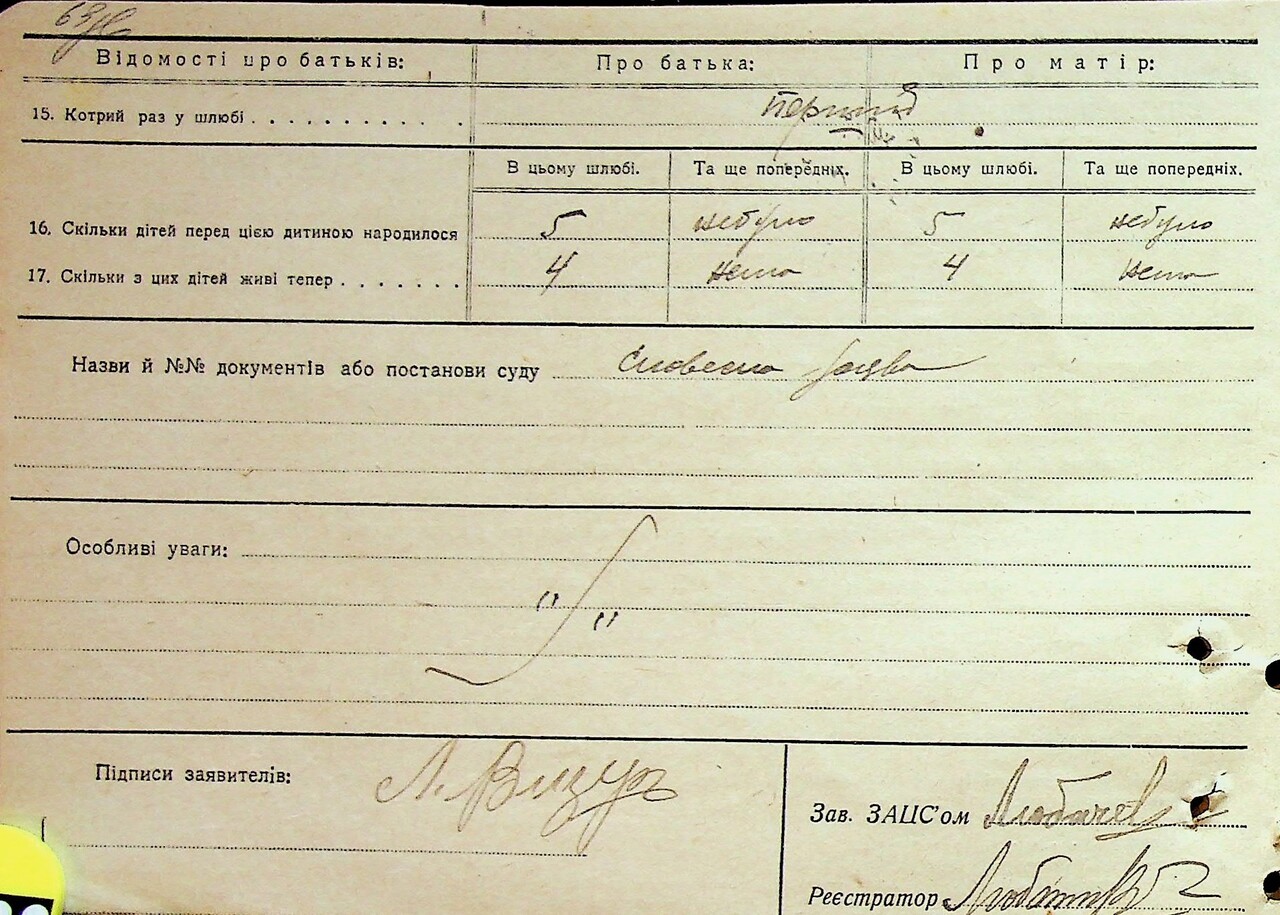 63
Відомості про батьків: Про батька: Про матір:
15. Котрий раз у шлюбі . . . . . . . . . . . Перший
В цьому шлюбі. Та ще попередніх. В цьому шлюбі. Та ще попередніх.
16. Скільки дітей перед цією дитиною народилося 5 небуло 5 небуло
17. Скільки з цих дітей живі тепер . . . . . . . 4 нема 4 нема
Назви й №№ документів або постанови суду Словесна заява
Особливі уваги:
" "
Підписи заявителів:
Зав. ЗАЦС'ом
Реєстратор